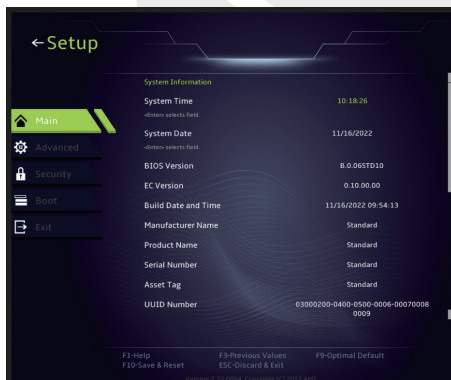 ←Setup
System Information
System Time 10:18:26
<Enter> selects field.
Main
System Date 11/16/2022
<Enter> selects field.
Advanced
BIOS Version B.0.06STD10
Security
EC Version 0.10.00.00
Boot
Build Date and Time 11/16/2022 09:54:13
Exit
Manufacturer Name Standard
Product Name Standard
Serial Number Standard
Asset Tag Standard
UUID Number 03000200-0400-0500-0006-00070008
0009
F1-Help F3-Previous Values F9-Optimal Default
F10-Save & Reset ESC-Discard & Exit